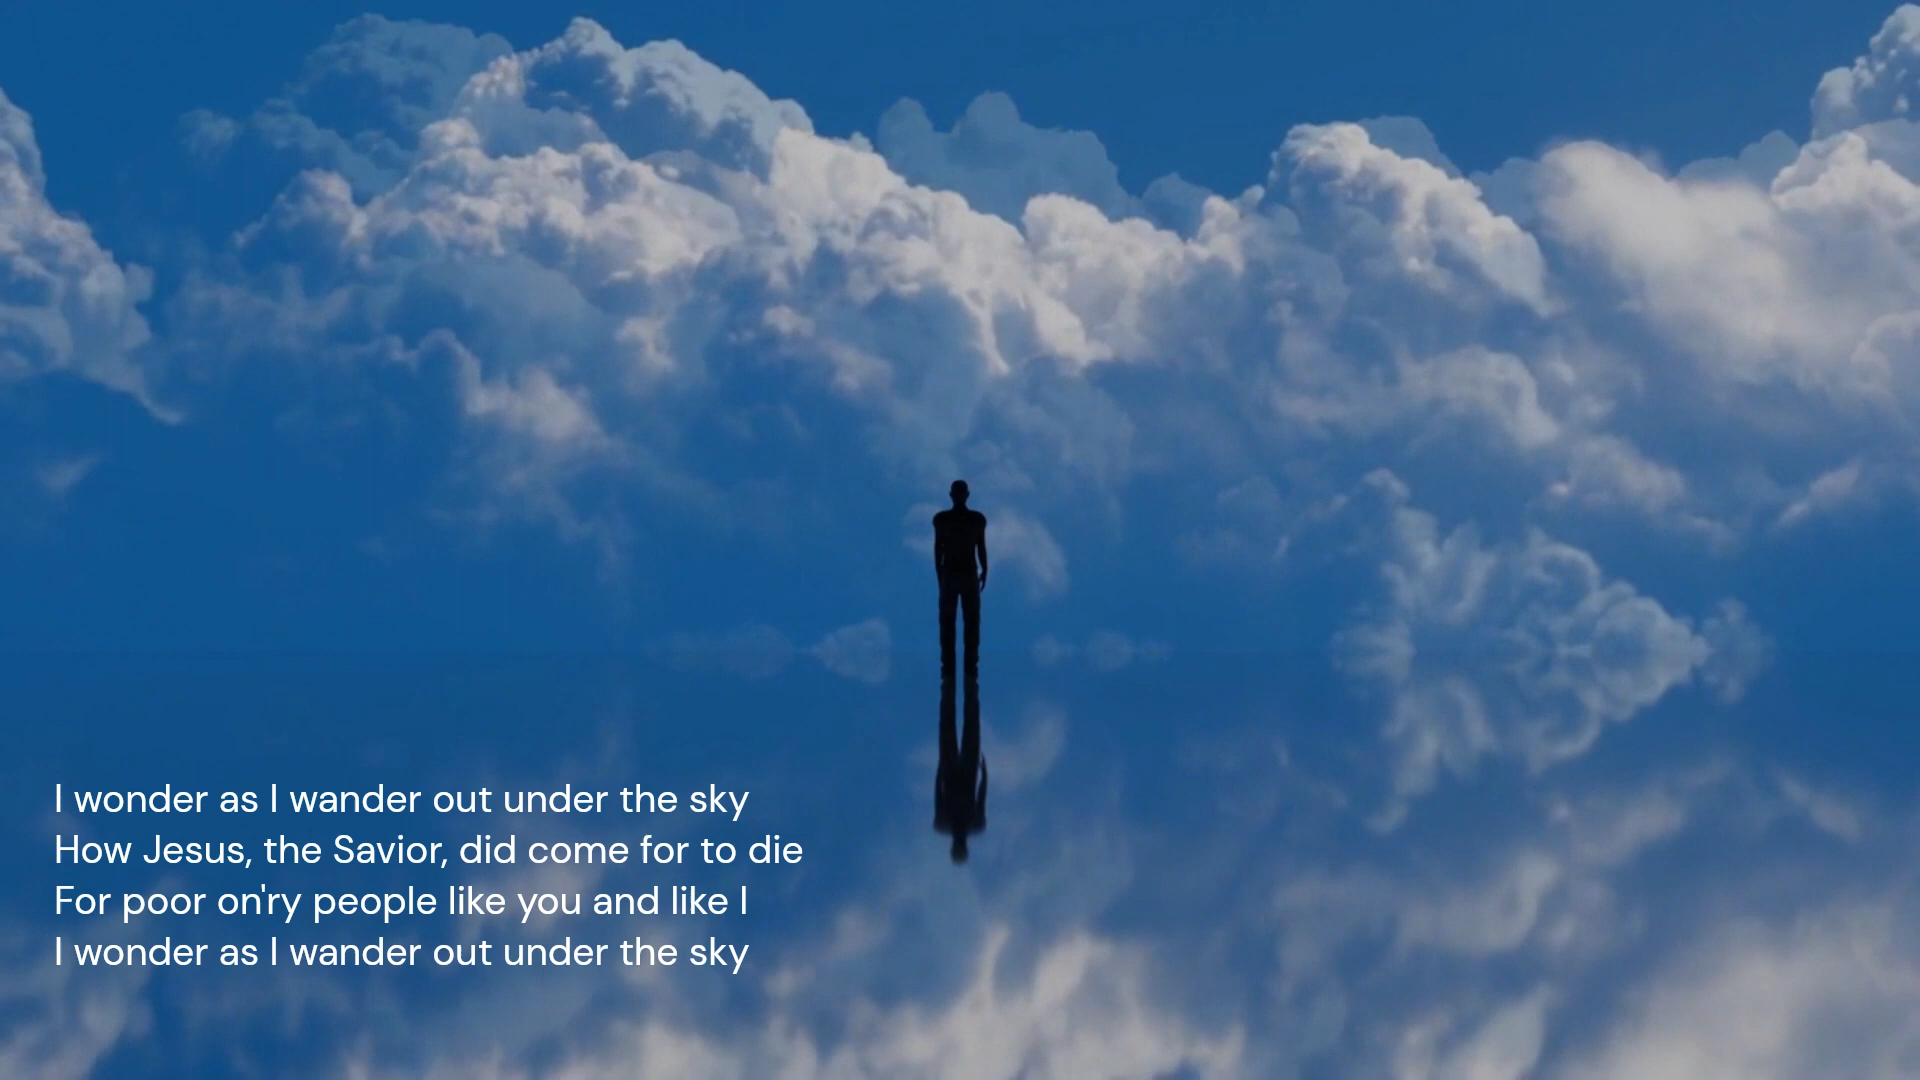 I wonder as I wander out under the sky
How Jesus, the Savior, did come for to die
For poor on'ry people like you and like I
I wonder as I wander out under the sky